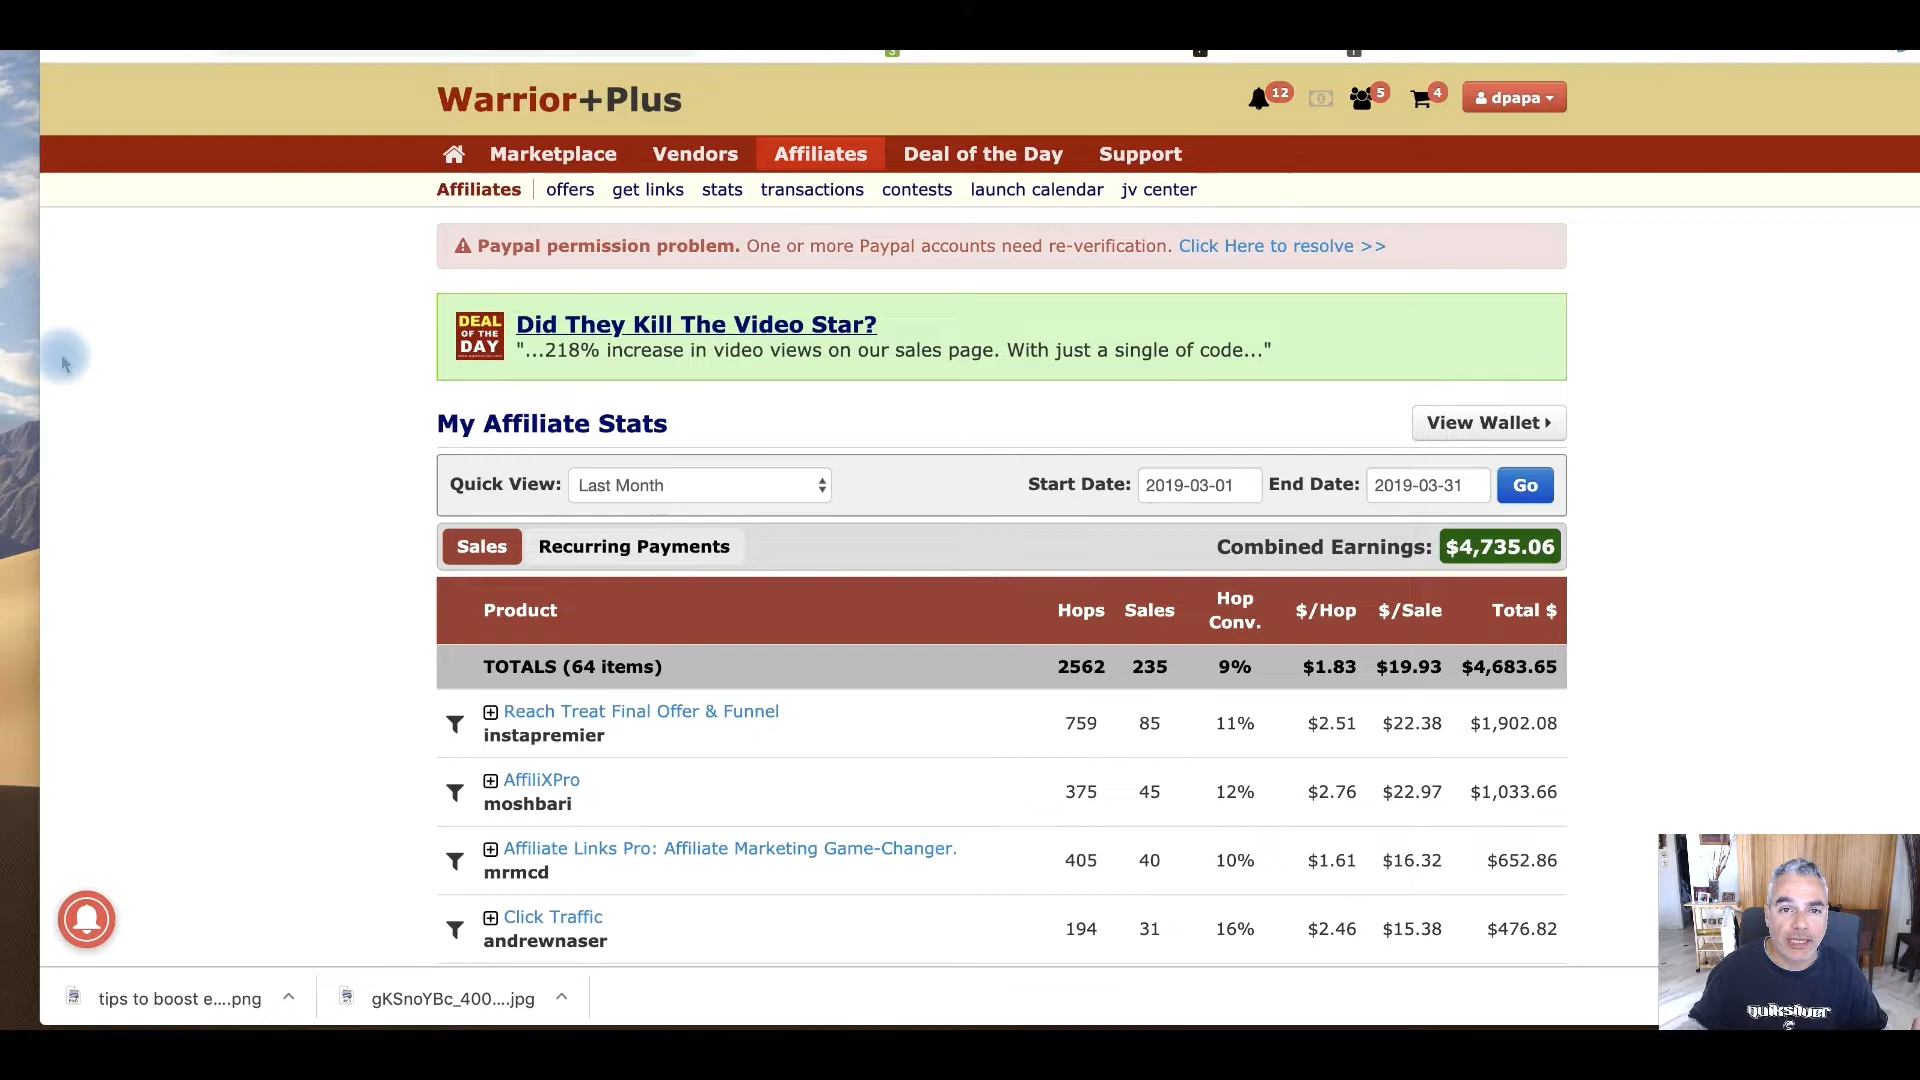 Warrior+Plus
12
5
4
dpapa
Marketplace Vendors Affiliates Deal of the Day Support
Affiliates offers get links stats transactions contests launch calendar jv center
Paypal permission problem. One or more Paypal accounts need re-verification. Click Here to resolve >>
DEAL
OF THE
DAY
Did They Kill The Video Star?
"...218% increase in video views on our sales page. With just a single of code..."
My Affiliate Stats
View Wallet
Quick View: Last Month Start Date: 2019-03-01 End Date: 2019-03-31 Go
Sales Recurring Payments Combined Earnings: $4,735.06
Product Hops Sales Hop Conv. $/Hop $/Sale Total $
TOTALS (64 items) 2562 235 9% $1.83 $19.93 $4,683.65
Reach Treat Final Offer & Funnel
instapremier
759 85 11% $2.51 $22.38 $1,902.08
AffiliXPro
moshbari
375 45 12% $2.76 $22.97 $1,033.66
Affiliate Links Pro: Affiliate Marketing Game-Changer.
mrmcd
405 40 10% $1.61 $16.32 $652.86
Click Traffic
andrewnaser
194 31 16% $2.46 $15.38 $476.82
tips to boost e....png
gKSnoYBc_400....jpg
quiksilver